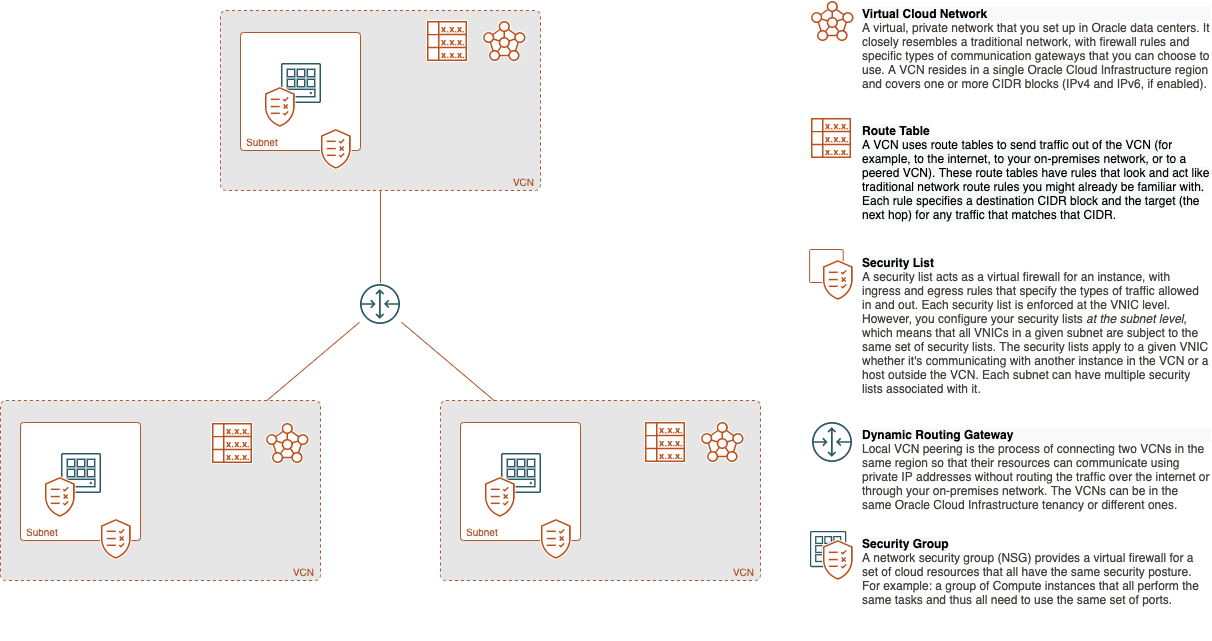 x.x.x.
x.x.x.
x.x.x.
Subnet
VCN
x.x.x.
x.x.x.
x.x.x.
Subnet
VCN
x.x.x.
x.x.x.
x.x.x.
Subnet
VCN
Virtual Cloud Network
A virtual, private network that you set up in Oracle data centers. It
closely resembles a traditional network, with firewall rules and
specific types of communication gateways that you can choose to
use. A VCN resides in a single Oracle Cloud Infrastructure region
and covers one or more CIDR blocks (IPv4 and IPv6, if enabled).
x.x.x.
x.x.x.
x.x.x.
Route Table
A VCN uses route tables to send traffic out of the VCN (for
example, to the internet, to your on-premises network, or to a
peered VCN). These route tables have rules that look and act like
traditional network route rules you might already be familiar with.
Each rule specifies a destination CIDR block and the target (the
next hop) for any traffic that matches that CIDR.
Security List
A security list acts as a virtual firewall for an instance, with
ingress and egress rules that specify the types of traffic allowed
in and out. Each security list is enforced at the VNIC level.
However, you configure your security lists at the subnet level,
which means that all VNICs in a given subnet are subject to the
same set of security lists. The security lists apply to a given VNIC
whether it's communicating with another instance in the VCN or a
host outside the VCN. Each subnet can have multiple security
lists associated with it.
Dynamic Routing Gateway
Local VCN peering is the process of connecting two VCNs in the
same region so that their resources can communicate using
private IP addresses without routing the traffic over the internet or
through your on-premises network. The VCNs can be in the
same Oracle Cloud Infrastructure tenancy or different ones.
Security Group
A network security group (NSG) provides a virtual firewall for a
set of cloud resources that all have the same security posture.
For example: a group of Compute instances that all perform the
same tasks and thus all need to use the same set of ports.